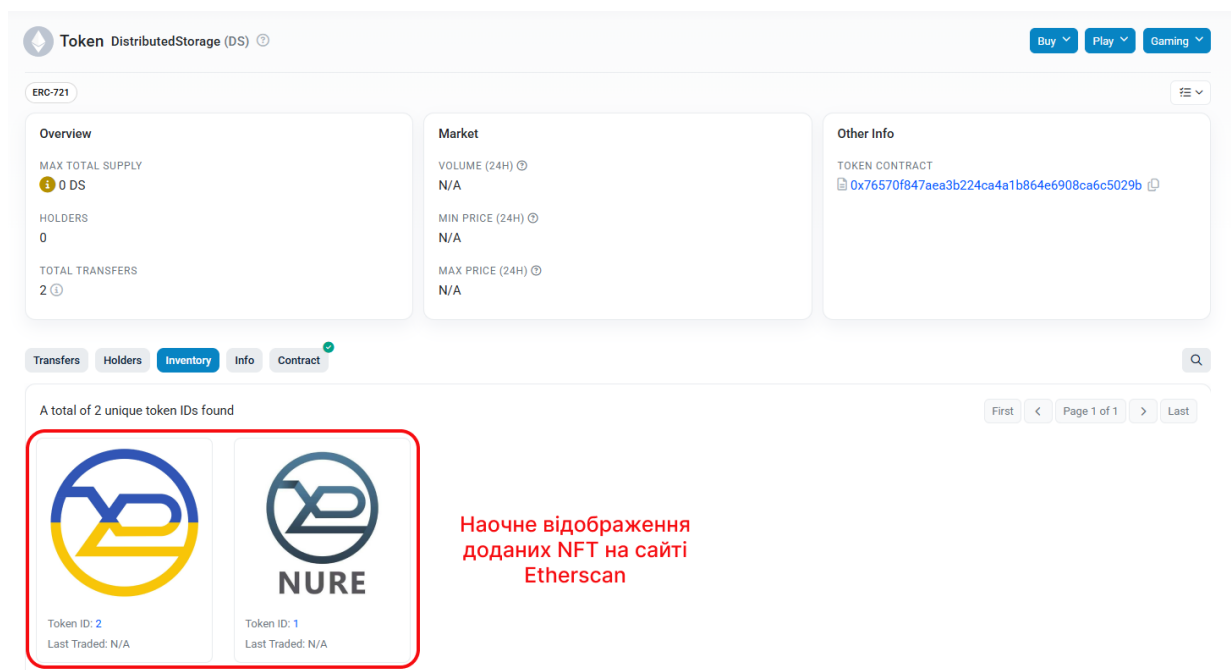 Token DistributedStorage (DS)
Buy Play Gaming
ERC-721
Overview
MAX TOTAL SUPPLY
0 DS
HOLDERS
0
TOTAL TRANSFERS
2
Market
VOLUME (24H)
N/A
MIN PRICE (24H)
N/A
MAX PRICE (24H)
N/A
Other Info
TOKEN CONTRACT
0x76570f847aea3b224ca4a1b864e6908ca6c5029b
Transfers Holders Inventory Info Contract
A total of 2 unique token IDs found
First < Page 1 of 1 > Last
Token ID: 2
Last Traded: N/A
NURE
Token ID: 1
Last Traded: N/A
Наочне відображення
доданих NFT на сайті
Etherscan